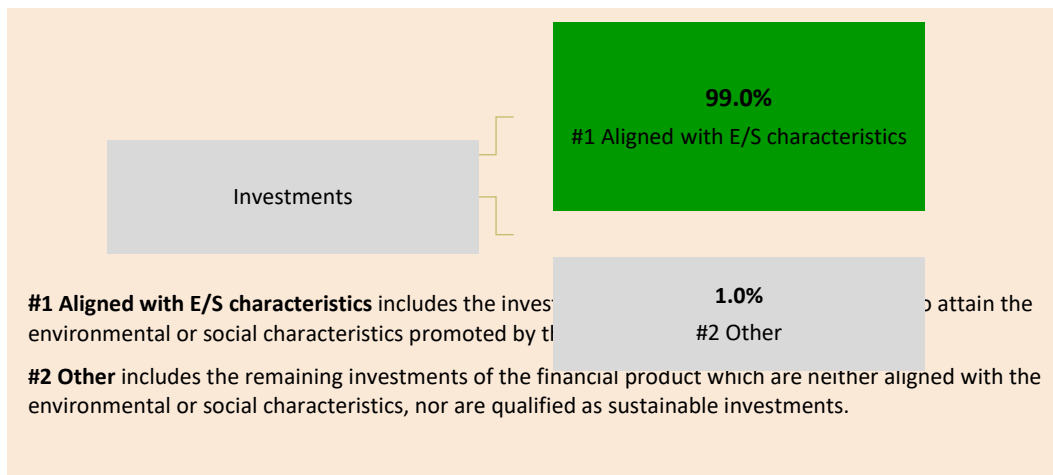 99.0%
#1 Aligned with E/S characteristics
Investments
1.0%
#2 Other
#1 Aligned with E/S characteristics includes the inves attain the
environmental or social characteristics promoted by
#2 Other includes the remaining investments of the financial product which are neither aligned with the
environmental or social characteristics, nor are qualified as sustainable investments.